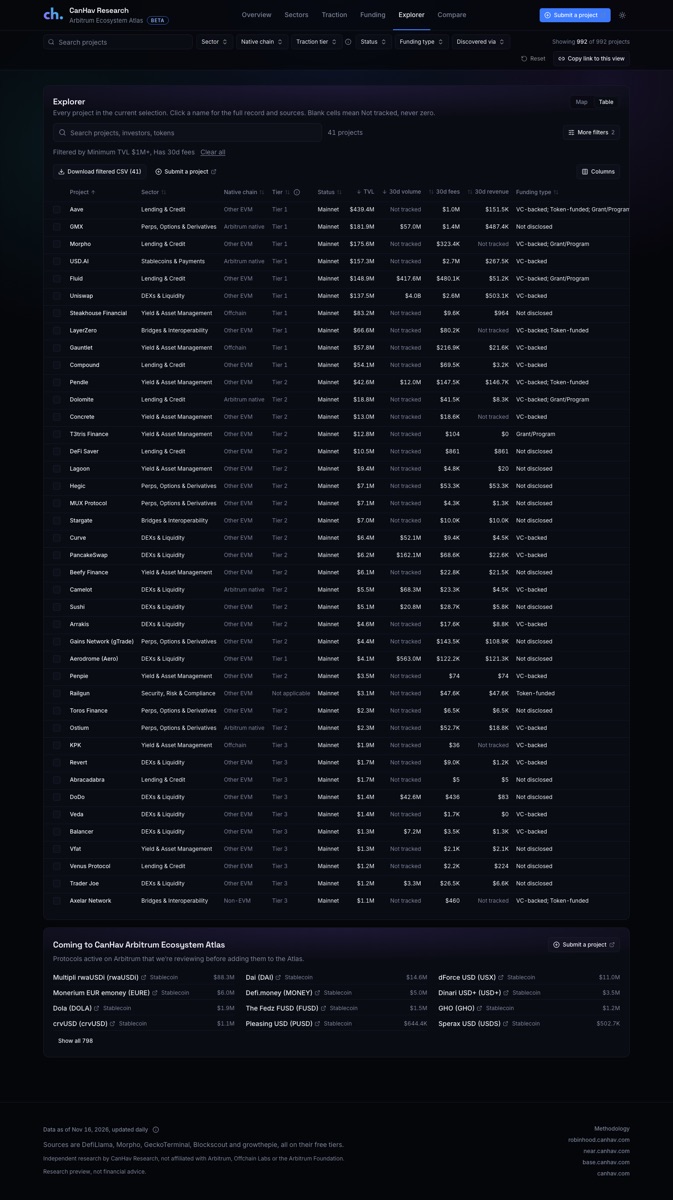 ch. CanHav Research Arbitrum Ecosystem Atlas BETA Overview Sectors Traction Funding Explorer Compare Submit a project
Search projects Sector Native chain Traction tier Status Funding type Discovered via Showing 992 of 992 projects
Reset Copy link to this view
Explorer Map Table
Every project in the current selection. Click a name for the full record and sources. Blank cells mean Not tracked, never zero.
Search projects, investors, tokens 41 projects More filters 2
Filtered by Minimum TVL $1M+, Has 30d fees Clear all
Download filtered CSV (41) Submit a project Columns
Project Sector Native chain Tier Status TVL 30d volume 30d fees 30d revenue Funding type
Aave Lending & Credit Other EVM Tier 1 Mainnet $439.4M Not tracked $1.0M $151.5K VC-backed; Token-funded; Grant/Program
GMX Perps, Options & Derivatives Arbitrum native Tier 1 Mainnet $181.9M $57.0M $1.4M $487.4K Not disclosed
Morpho Lending & Credit Other EVM Tier 1 Mainnet $175.6M Not tracked $323.4K Not tracked VC-backed; Grant/Program
USD.AI Stablecoins & Payments Arbitrum native Tier 1 Mainnet $157.3M Not tracked $2.7M $267.5K VC-backed
Fluid Lending & Credit Other EVM Tier 1 Mainnet $148.9M $417.6M $480.1K $51.2K VC-backed; Grant/Program
Uniswap DEXs & Liquidity Other EVM Tier 1 Mainnet $137.5M $4.0B $2.6M $503.1K VC-backed
Steakhouse Financial Yield & Asset Management Offchain Tier 1 Mainnet $83.2M Not tracked $9.6K $964 Not disclosed
LayerZero Bridges & Interoperability Other EVM Tier 1 Mainnet $66.6M Not tracked $80.2K Not tracked VC-backed; Token-funded
Gauntlet Yield & Asset Management Offchain Tier 1 Mainnet $57.8M Not tracked $216.9K $21.6K VC-backed
Compound Lending & Credit Other EVM Tier 1 Mainnet $54.1M Not tracked $69.5K $3.2K VC-backed
Pendle Yield & Asset Management Other EVM Tier 2 Mainnet $42.6M $12.0M $147.5K $146.7K VC-backed; Token-funded
Dolomite Lending & Credit Arbitrum native Tier 2 Mainnet $18.8M Not tracked $41.5K $8.3K VC-backed; Grant/Program
Concrete Yield & Asset Management Other EVM Tier 2 Mainnet $13.0M Not tracked $18.6K Not tracked VC-backed
T3tris Finance Yield & Asset Management Other EVM Tier 2 Mainnet $12.8M Not tracked $104 $0 Grant/Program
DeFi Saver Lending & Credit Other EVM Tier 2 Mainnet $10.5M Not tracked $861 $861 Not disclosed
Lagoon Yield & Asset Management Other EVM Tier 2 Mainnet $9.4M Not tracked $4.8K $20 Not disclosed
Hegic Perps, Options & Derivatives Other EVM Tier 2 Mainnet $7.1M Not tracked $53.3K $53.3K Not disclosed
MUX Protocol Perps, Options & Derivatives Other EVM Tier 2 Mainnet $7.1M Not tracked $4.3K $1.3K Not disclosed
Stargate Bridges & Interoperability Other EVM Tier 2 Mainnet $7.0M Not tracked $10.0K $10.0K Not disclosed
Curve DEXs & Liquidity Other EVM Tier 2 Mainnet $6.4M $52.1M $9.4K $4.5K VC-backed
PancakeSwap DEXs & Liquidity Other EVM Tier 2 Mainnet $6.2M $162.1M $68.6K $22.6K VC-backed
Beefy Finance Yield & Asset Management Other EVM Tier 2 Mainnet $6.1M Not tracked $22.8K $21.5K Not disclosed
Camelot DEXs & Liquidity Arbitrum native Tier 2 Mainnet $5.5M $68.3M $23.3K $4.5K VC-backed
Sushi DEXs & Liquidity Other EVM Tier 2 Mainnet $5.1M $20.8M $28.7K $5.8K Not disclosed
Arrakis DEXs & Liquidity Other EVM Tier 2 Mainnet $4.6M Not tracked $17.6K $8.8K VC-backed
Gains Network (gTrade) Perps, Options & Derivatives Other EVM Tier 2 Mainnet $4.4M Not tracked $143.5K $108.9K Not disclosed
Aerodrome (Aero) DEXs & Liquidity Other EVM Tier 1 Mainnet $4.1M $563.0M $122.2K $121.3K Not disclosed
Penpie Yield & Asset Management Other EVM Tier 2 Mainnet $3.5M Not tracked $74 $74 VC-backed
Railgun Security, Risk & Compliance Other EVM Not applicable Mainnet $3.1M Not tracked $47.6K $47.6K Token-funded
Toros Finance Perps, Options & Derivatives Other EVM Tier 2 Mainnet $2.3M Not tracked $6.5K $6.5K Not disclosed
Ostium Perps, Options & Derivatives Arbitrum native Tier 2 Mainnet $2.3M Not tracked $52.7K $18.8K VC-backed
KPK Yield & Asset Management Offchain Tier 3 Mainnet $1.9M Not tracked $36 Not tracked VC-backed
Revert DEXs & Liquidity Other EVM Tier 3 Mainnet $1.7M Not tracked $9.0K $1.2K VC-backed
Abracadabra Lending & Credit Other EVM Tier 3 Mainnet $1.7M Not tracked $5 $5 Not disclosed
DoDo DEXs & Liquidity Other EVM Tier 3 Mainnet $1.4M $42.6M $436 $83 Not disclosed
Veda Yield & Asset Management Other EVM Tier 3 Mainnet $1.4M Not tracked $1.7K $0 VC-backed
Balancer DEXs & Liquidity Other EVM Tier 3 Mainnet $1.3M $7.2M $3.5K $1.3K VC-backed
Vfat Yield & Asset Management Other EVM Tier 3 Mainnet $1.3M Not tracked $2.1K $2.1K Not disclosed
Venus Protocol Lending & Credit Other EVM Tier 3 Mainnet $1.2M Not tracked $2.2K $224 Not disclosed
Trader Joe DEXs & Liquidity Other EVM Tier 3 Mainnet $1.2M $3.3M $26.5K $6.6K Not disclosed
Axelar Network Bridges & Interoperability Non-EVM Tier 3 Mainnet $1.1M Not tracked $460 Not tracked VC-backed; Token-funded
Coming to CanHav Arbitrum Ecosystem Atlas Submit a project
Protocols active on Arbitrum that we're reviewing before adding them to the Atlas.
Multipli rwaUSDi (rwaUSDi) Stablecoin $88.3M Dai (DAI) Stablecoin $14.6M dForce USD (USX) Stablecoin $11.0M
Monerium EUR emoney (EURE) Stablecoin $6.0M Defi.money (MONEY) Stablecoin $5.0M Dinari USD+ (USD+) Stablecoin $3.5M
Dola (DOLA) Stablecoin $1.9M The Fedz FUSD (FUSD) Stablecoin $1.5M GHO (GHO) Stablecoin $1.2M
crvUSD (crvUSD) Stablecoin $1.1M Pleasing USD (PUSD) Stablecoin $644.4K Sperax USD (USDS) Stablecoin $502.7K
Show all 798
Data as of Nov 16, 2026, updated daily Methodology
Sources are DefiLlama, Morpho, GeckoTerminal, Blockscout and growthepie, all on their free tiers. robinhood.canhav.com
Independent research by CanHav Research, not affiliated with Arbitrum, Offchain Labs or the Arbitrum Foundation. near.canhav.com
base.canhav.com
Research preview, not financial advice. canhav.com